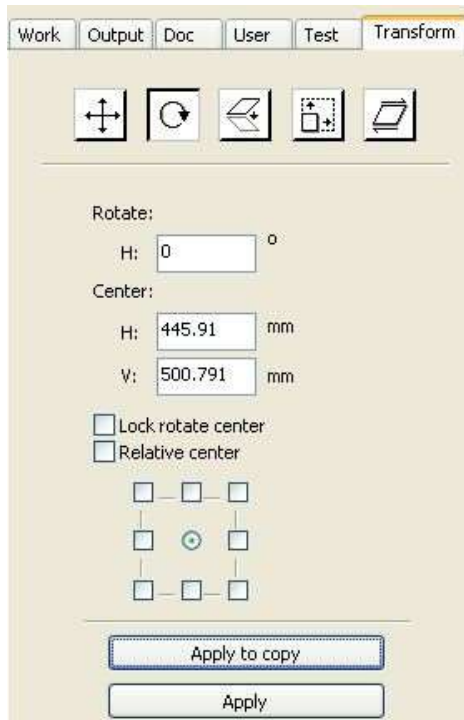 Work Output Doc User Test Transform
Rotate:
H: 0 °
Center:
H: 445.91 mm
V: 500.791 mm
Lock rotate center
Relative center
Apply to copy
Apply